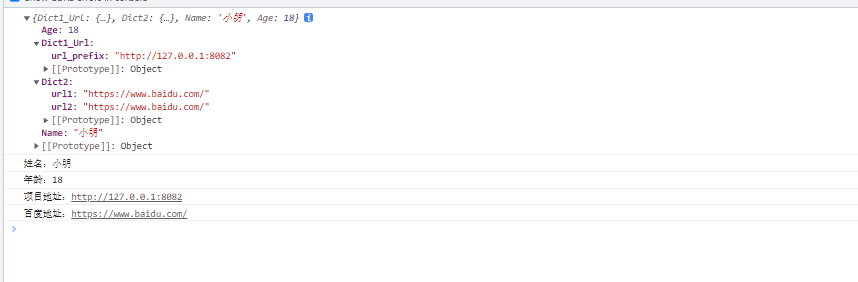 {Dict1_Url: {…}, Dict2: {…}, Name: '小明', Age: 18}
Age: 18
Dict1_Url:
url_prefix: "http://127.0.0.1:8082"
[[Prototype]]: Object
Dict2:
url1: "https://www.baidu.com/"
url2: "https://www.baidu.com/"
[[Prototype]]: Object
Name: "小明"
[[Prototype]]: Object
姓名：小明
年龄：18
项目地址：http://127.0.0.1:8082
百度地址：https://www.baidu.com/